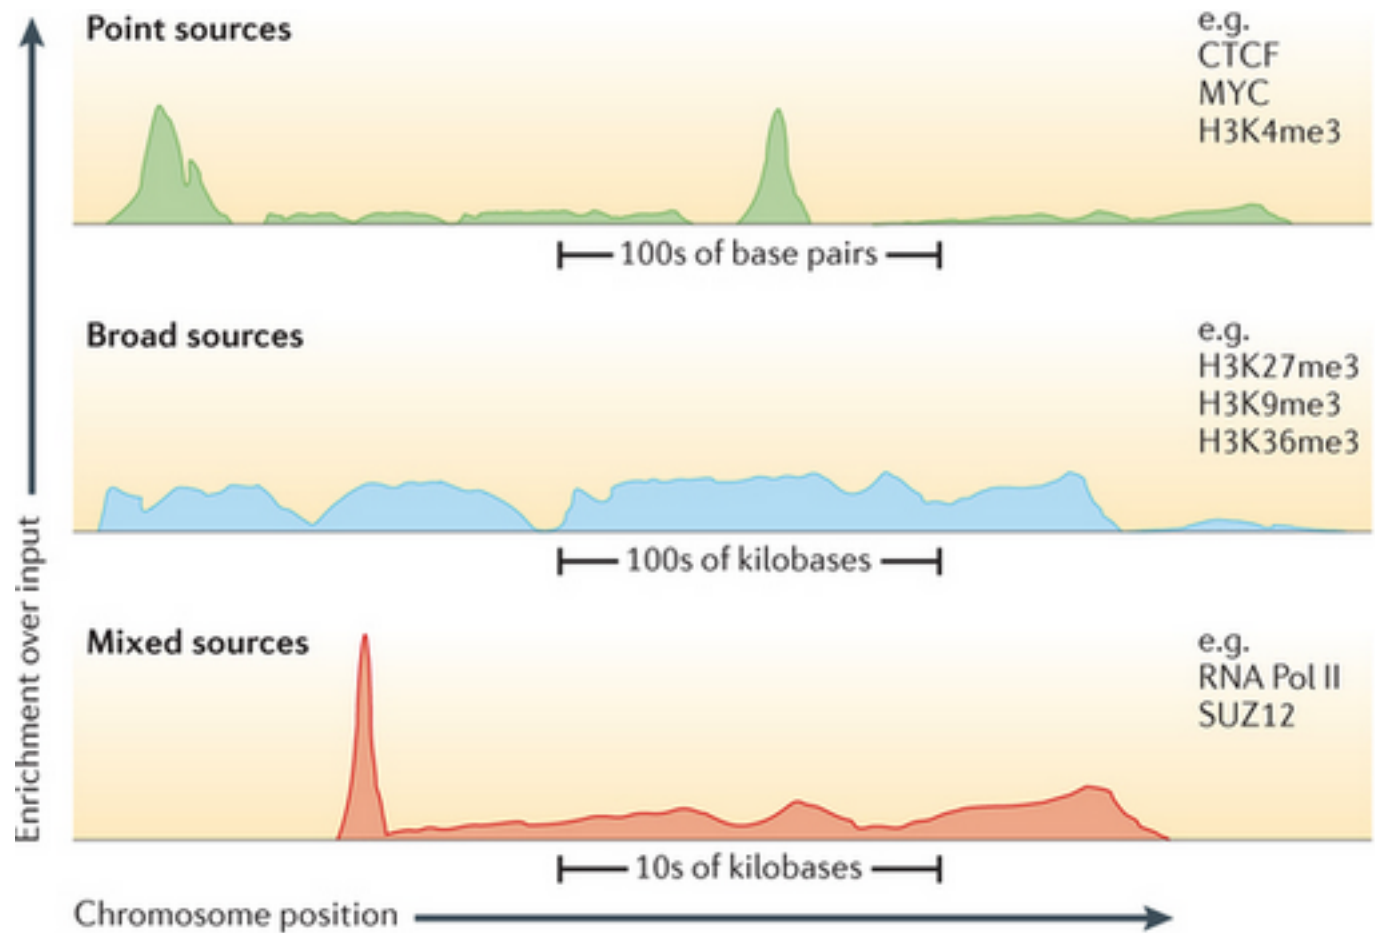 Point sources
e.g.
CTCF
MYC
H3K4me3
100s of base pairs
Broad sources
e.g.
H3K27me3
H3K9me3
H3K36me3
100s of kilobases
Mixed sources
e.g.
RNA Pol II
SUZ12
10s of kilobases
Enrichment over input
Chromosome position